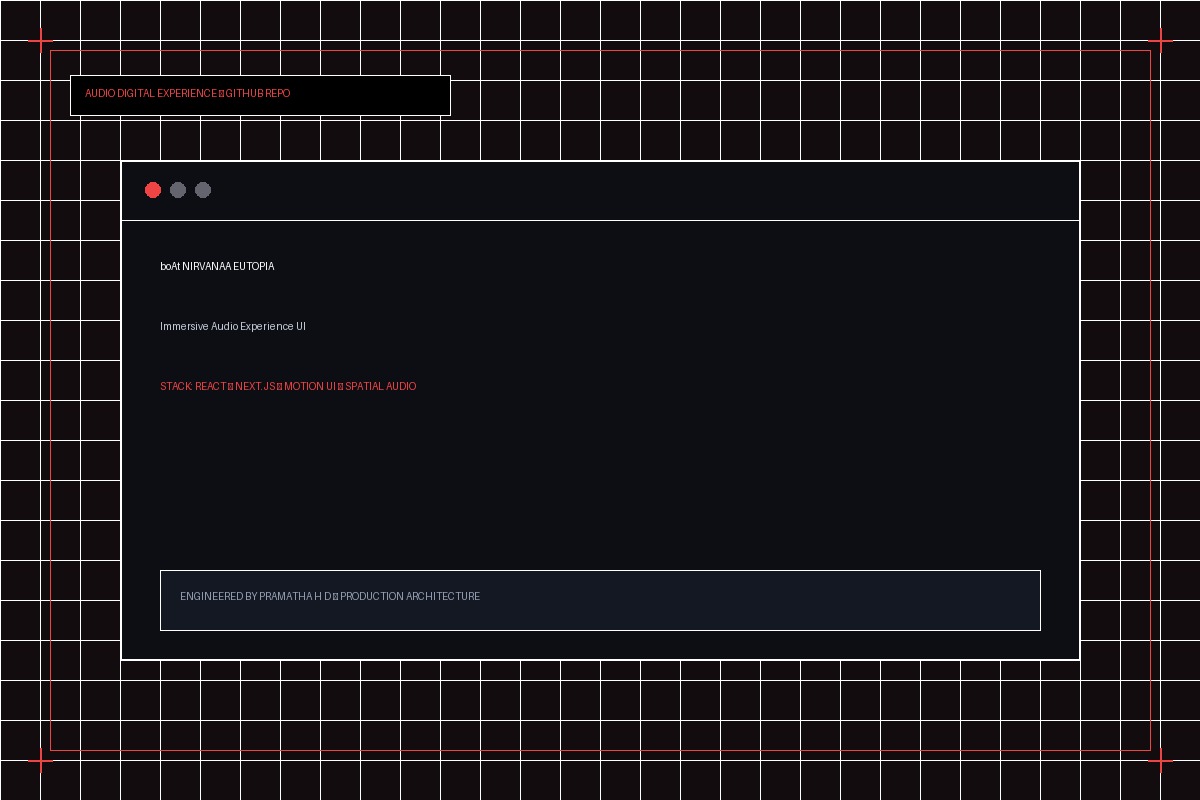 AUDIO DIGITAL EXPERIENCE □ GITHUB REPO
boAt NIRVANAA EUTOPIA
Immersive Audio Experience UI
STACK: REACT □ NEXT.JS □ MOTION UI □ SPATIAL AUDIO
ENGINEERED BY PRAMATHA H D □ PRODUCTION ARCHITECTURE